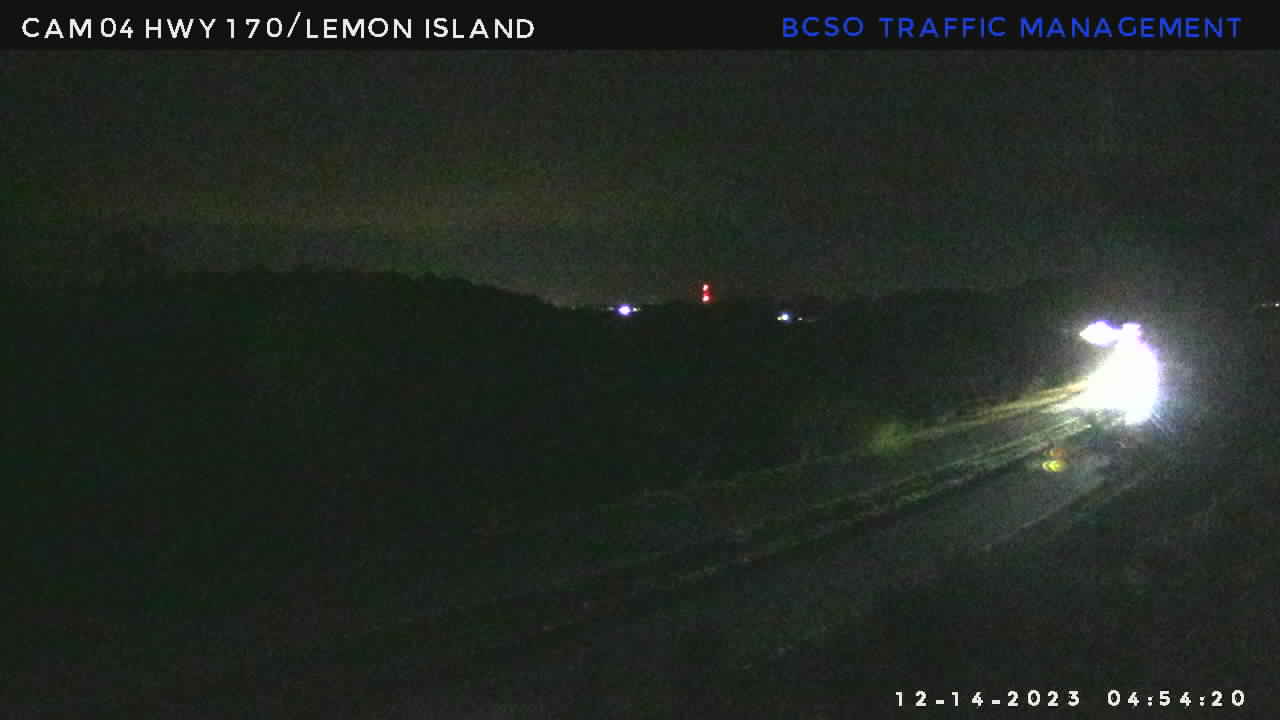 CAM04 HWY 170/LEMON ISLAND
BCSO TRAFFIC MANAGEMENT
12-14-2023 04:54:20